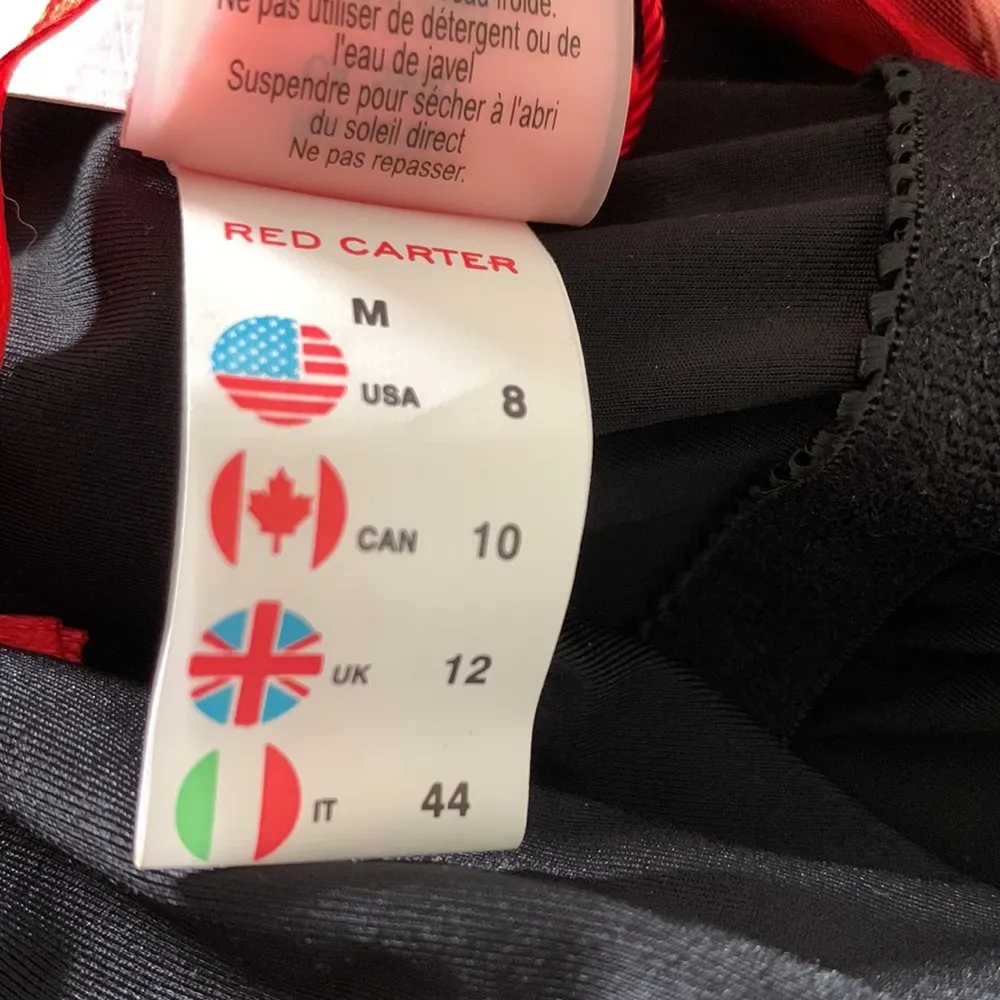 froide.
Ne pas utiliser de détergent ou de
l'eau de javel
Suspendre pour sécher à l'abri
du soleil direct
Ne pas repasser.
RED CARTER
M
USA 8
CAN 10
UK 12
IT 44